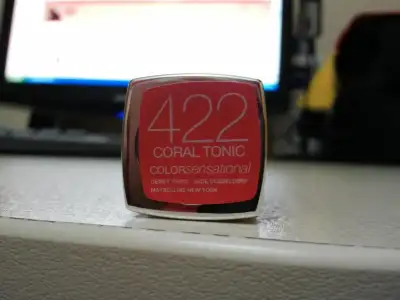 422
CORAL TONIC
COLORsensational
MAYBELLINE NEW YORK